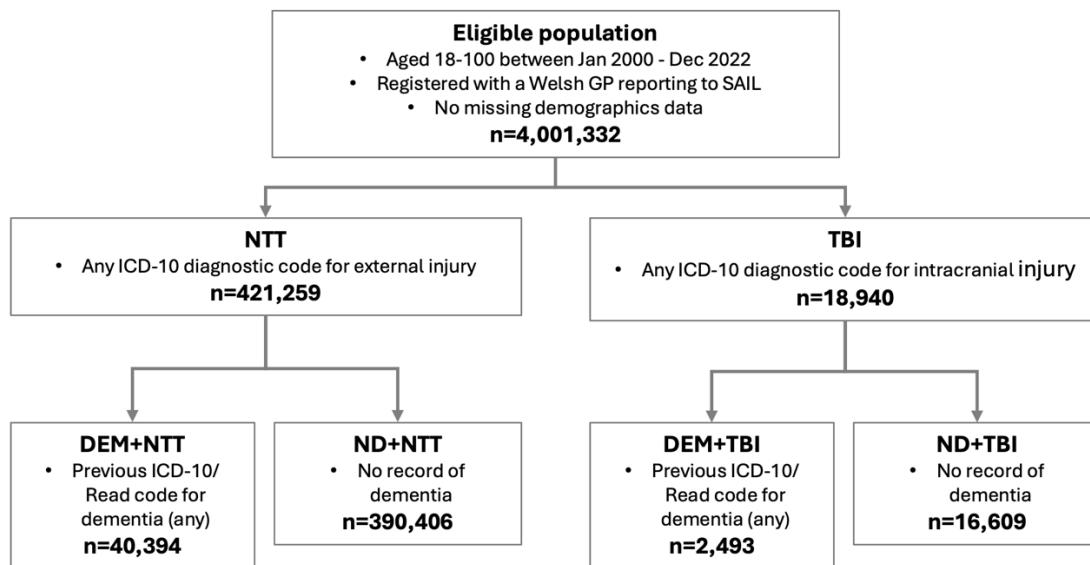 Eligible population
• Aged 18-100 between Jan 2000 - Dec 2022
• Registered with a Welsh GP reporting to SAIL
• No missing demographics data
n=4,001,332
NTT
• Any ICD-10 diagnostic code for external injury
n=421,259
TBI
• Any ICD-10 diagnostic code for intracranial injury
n=18,940
DEM+NTT
• Previous ICD-10/
Read code for
dementia (any)
n=40,394
ND+NTT
• No record of
dementia
n=390,406
DEM+TBI
• Previous ICD-10/
Read code for
dementia (any)
n=2,493
ND+TBI
• No record of
dementia
n=16,609